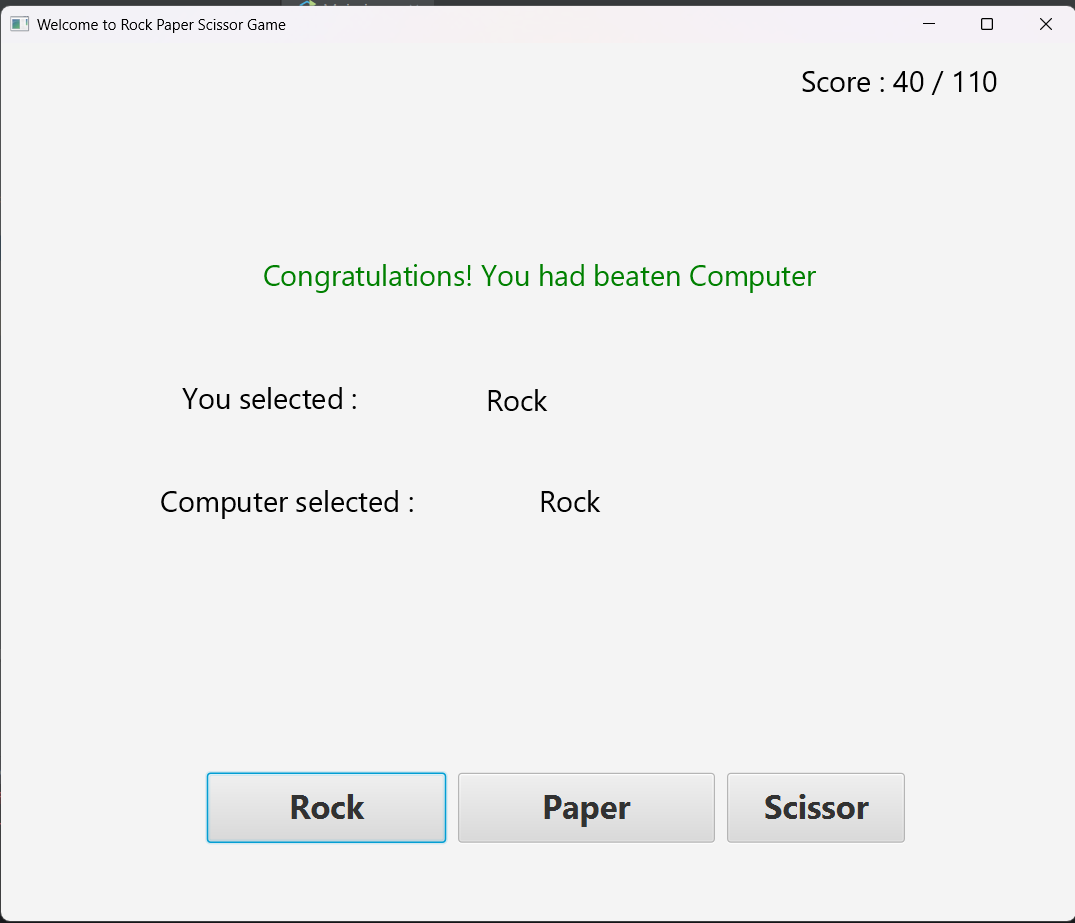 Welcome to Rock Paper Scissor Game
Score : 40 / 110
Congratulations! You had beaten Computer
You selected : Rock
Computer selected : Rock
Rock Paper Scissor